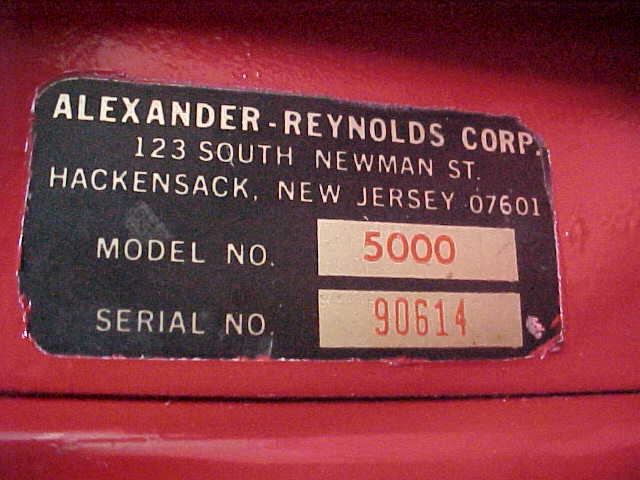 ALEXANDER-REYNOLDS CORP.
123 SOUTH NEWMAN ST.
HACKENSACK, NEW JERSEY 07601
MODEL NO. 5000
SERIAL NO. 90614